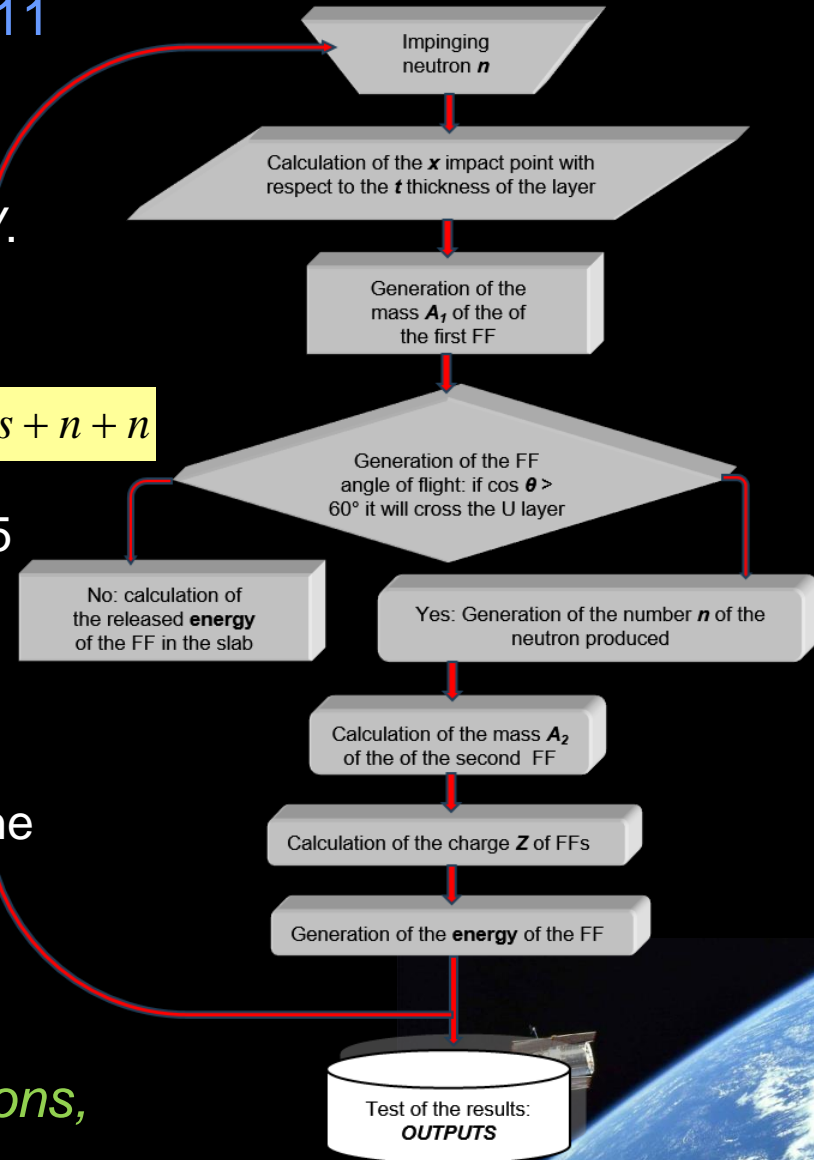 11
Impinging
neutron n
Calculation of the x impact point with
respect to the t thickness of the layer
Y.
Generation of the
mass A₁ of the of
the first FF
s + n + n
Generation of the FF
angle of flight: if cos θ >
60° it will cross the U layer
5
No: calculation of
the released energy
of the FF in the slab
Yes: Generation of the number n of the
neutron produced
Calculation of the mass A₂
of the of the second FF
ne
Calculation of the charge Z of FFs
Generation of the energy of the FF
ons,
Test of the results:
OUTPUTS